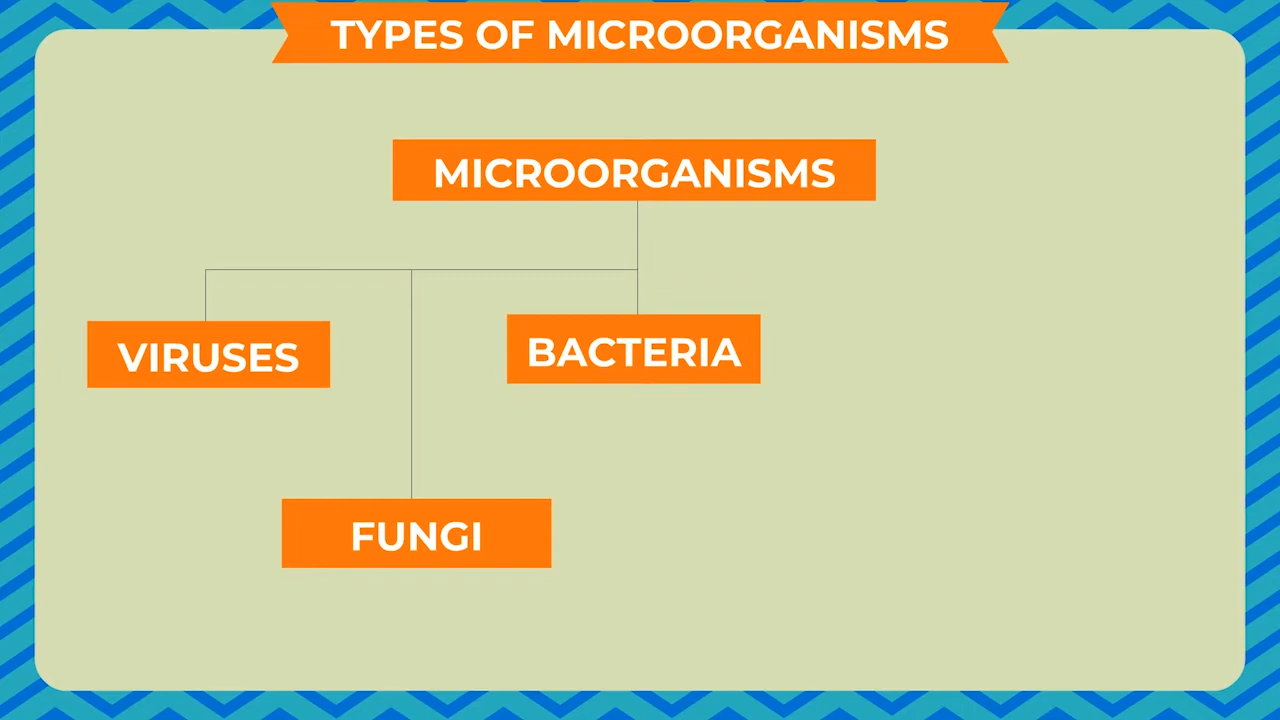 TYPES OF MICROORGANISMS
MICROORGANISMS
VIRUSES
BACTERIA
FUNGI